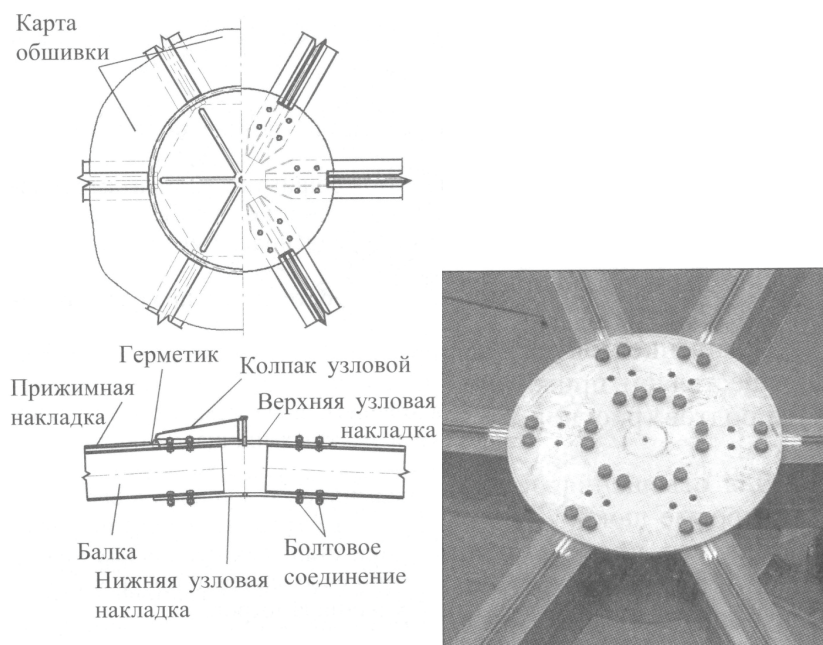 Карта
обшивки
Герметик
Колпак узловой
Прижимная
накладка
Верхняя узловая
накладка
Балка
Нижняя узловая
накладка
Болтовое
соединение